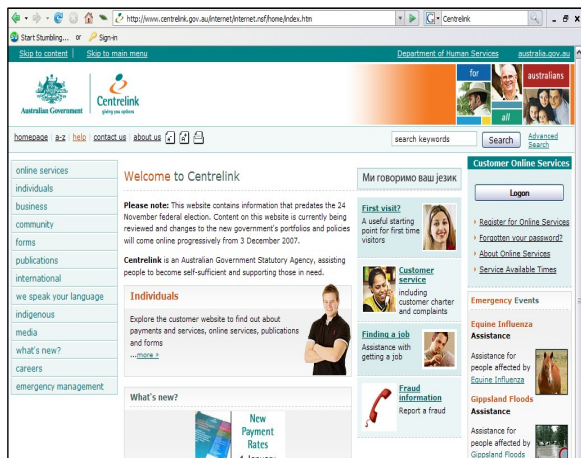 http://www.centrelink.gov.au/internet/internet.nsf/home/index.htm
Centrelink
Start Stumbling... or Sign-in
Skip to content | Skip to main menu
Department of Human Services australia.gov.au
Australian Government
Centrelink
giving you options
for
australians
all
homepage | a-z | help | contact us | about us
search keywords
Search
Advanced Search
online services
individuals
business
community
forms
publications
international
we speak your language
indigenous
media
what's new?
careers
emergency management
Welcome to Centrelink
Please note: This website contains information that predates the 24
November federal election. Content on this website is currently being
reviewed and changes to the new government's portfolios and policies
will come online progressively from 3 December 2007.
Centrelink is an Australian Government Statutory Agency, assisting
people to become self-sufficient and supporting those in need.
Individuals
Explore the customer website to find out about
payments and services, online services, publications
and forms
...more »
What's new?
New
Payment
Rates
1 January
Ми говоримо ваш језик
First visit?
A useful starting
point for first time
visitors
Customer
service
including
customer charter
and complaints
Finding a job
Assistance with
getting a job
Fraud
information
Report a fraud
Customer Online Services
Logon
Register for Online Services
Forgotten your password?
About Online Services
Service Available Times
Emergency Events
Equine Influenza
Assistance
Assistance for
people affected by
Equine Influenza
Gippsland Floods
Assistance
Assistance for
people affected by
Gippsland Floods